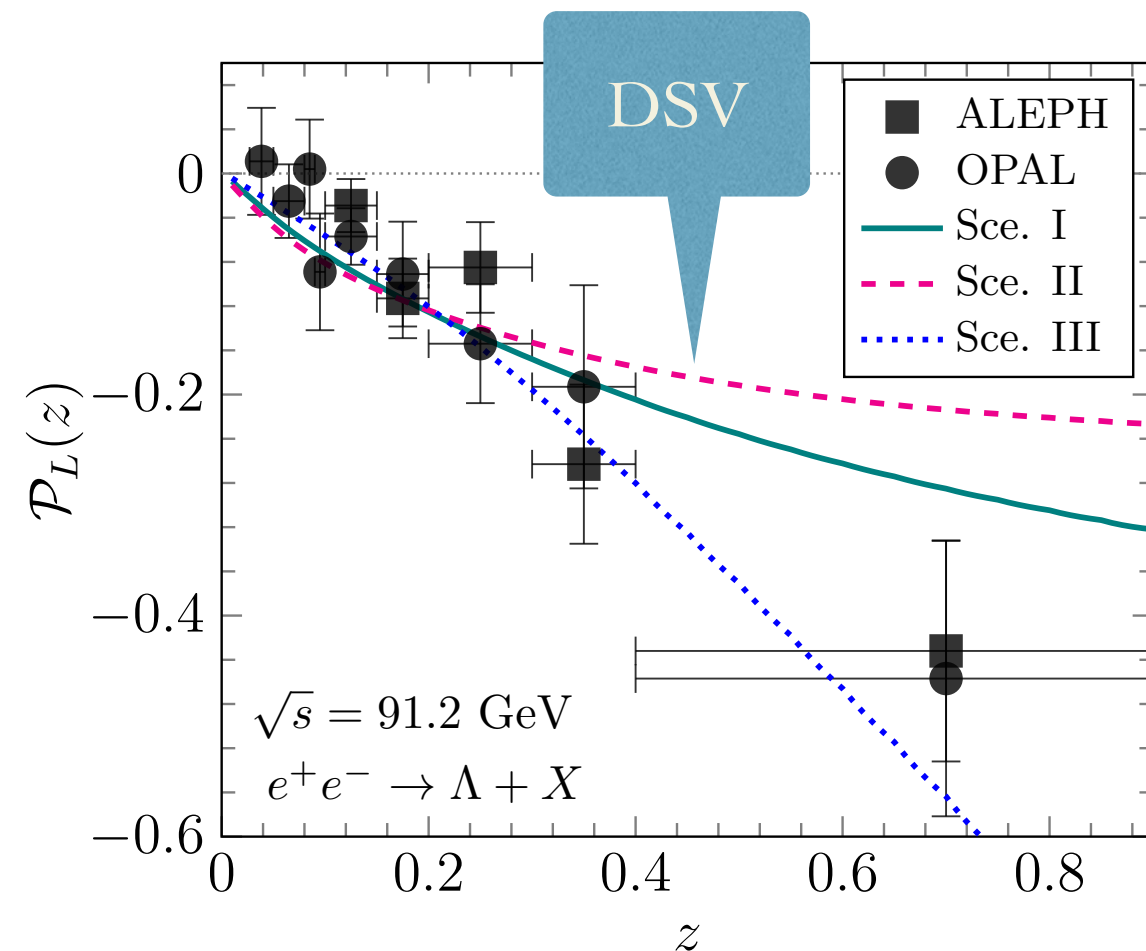 DSV
ALEPH
OPAL
Sce. I
Sce. II
Sce. III
0
−0.2
−0.4
−0.6
𝒫_L(z)
√s = 91.2 GeV
e⁺e⁻ → Λ + X
0 0.2 0.4 0.6 0.8
z